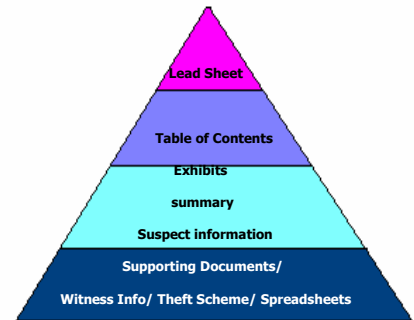 Lead Sheet
Table of Contents
Exhibits
summary
Suspect information
Supporting Documents/
Witness Info/ Theft Scheme/ Spreadsheets